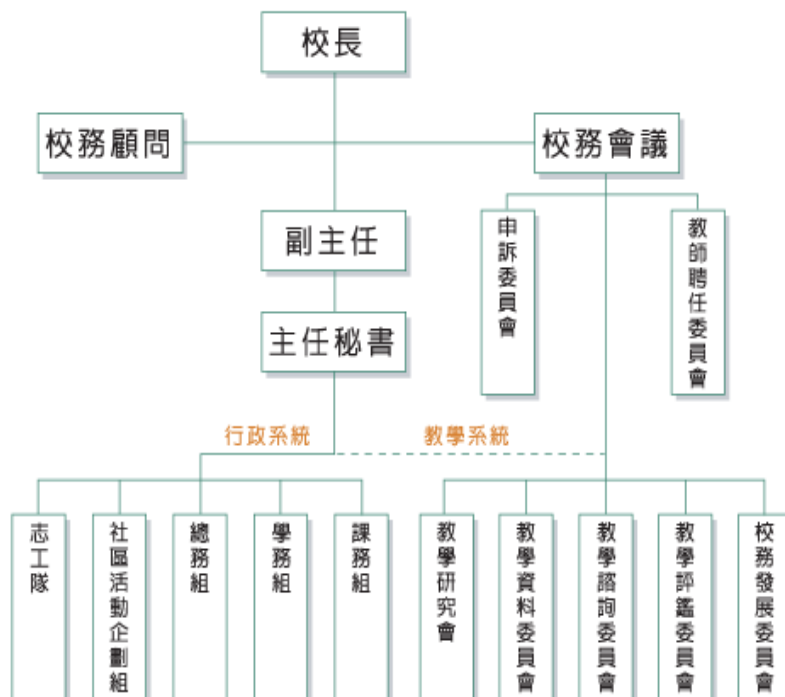 校長
校務顧問
校務會議
副主任
申訴委員會
教師聘任委員會
主任秘書
行政系統
教學系統
志工隊
社區活動企劃組
總務組
學務組
課務組
教學研究會
教學資料委員會
教學諮詢委員會
教學評鑑委員會
校務發展委員會